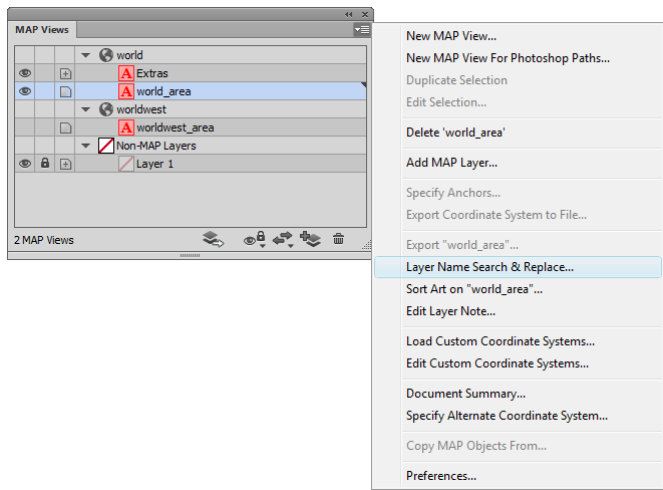 MAP Views
world
A Extras
A world_area
worldwest
A worldwest_area
Non-MAP Layers
Layer 1
2 MAP Views
New MAP View...
New MAP View For Photoshop Paths...
Duplicate Selection
Edit Selection...
Delete 'world_area'
Add MAP Layer...
Specify Anchors...
Export Coordinate System to File...
Export "world_area"...
Layer Name Search & Replace...
Sort Art on "world_area"...
Edit Layer Note...
Load Custom Coordinate Systems...
Edit Custom Coordinate Systems...
Document Summary...
Specify Alternate Coordinate System...
Copy MAP Objects From...
Preferences...